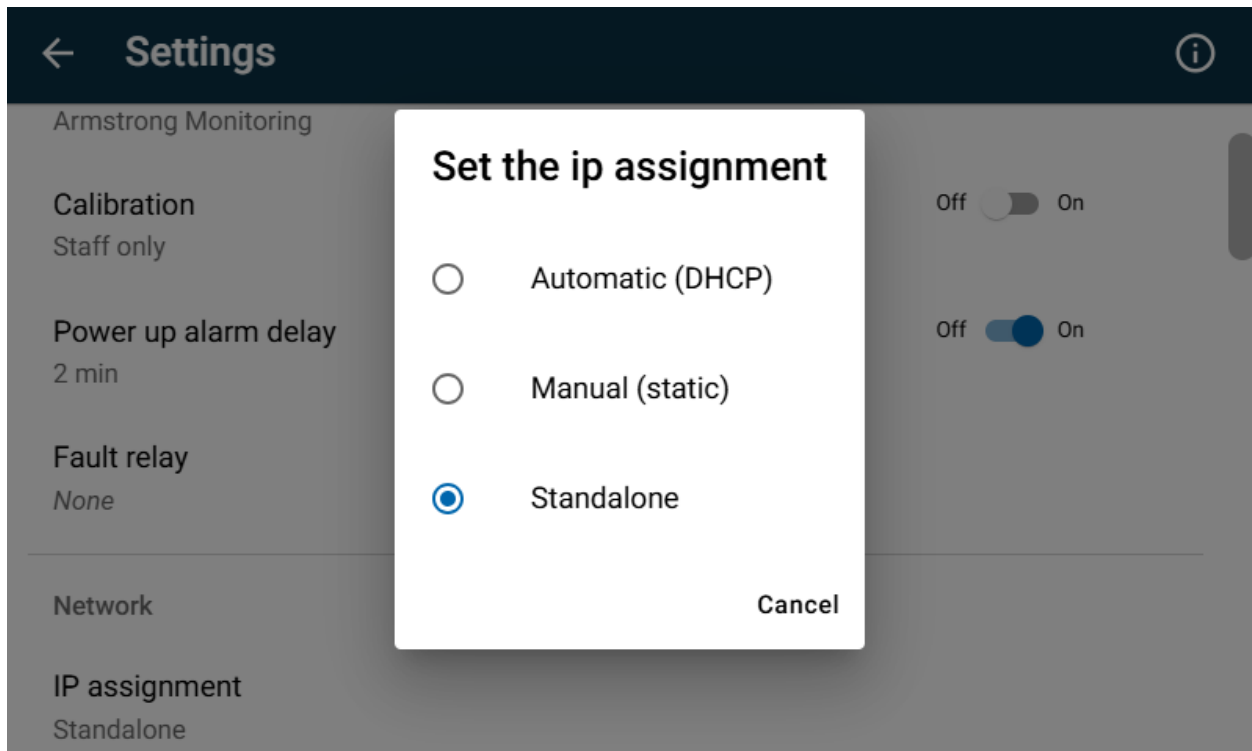 Settings
Armstrong Monitoring
Set the ip assignment
Calibration
Off On
Staff only
Automatic (DHCP)
Power up alarm delay
Off On
2 min
Manual (static)
Fault relay
None
Standalone
Network
Cancel
IP assignment
Standalone